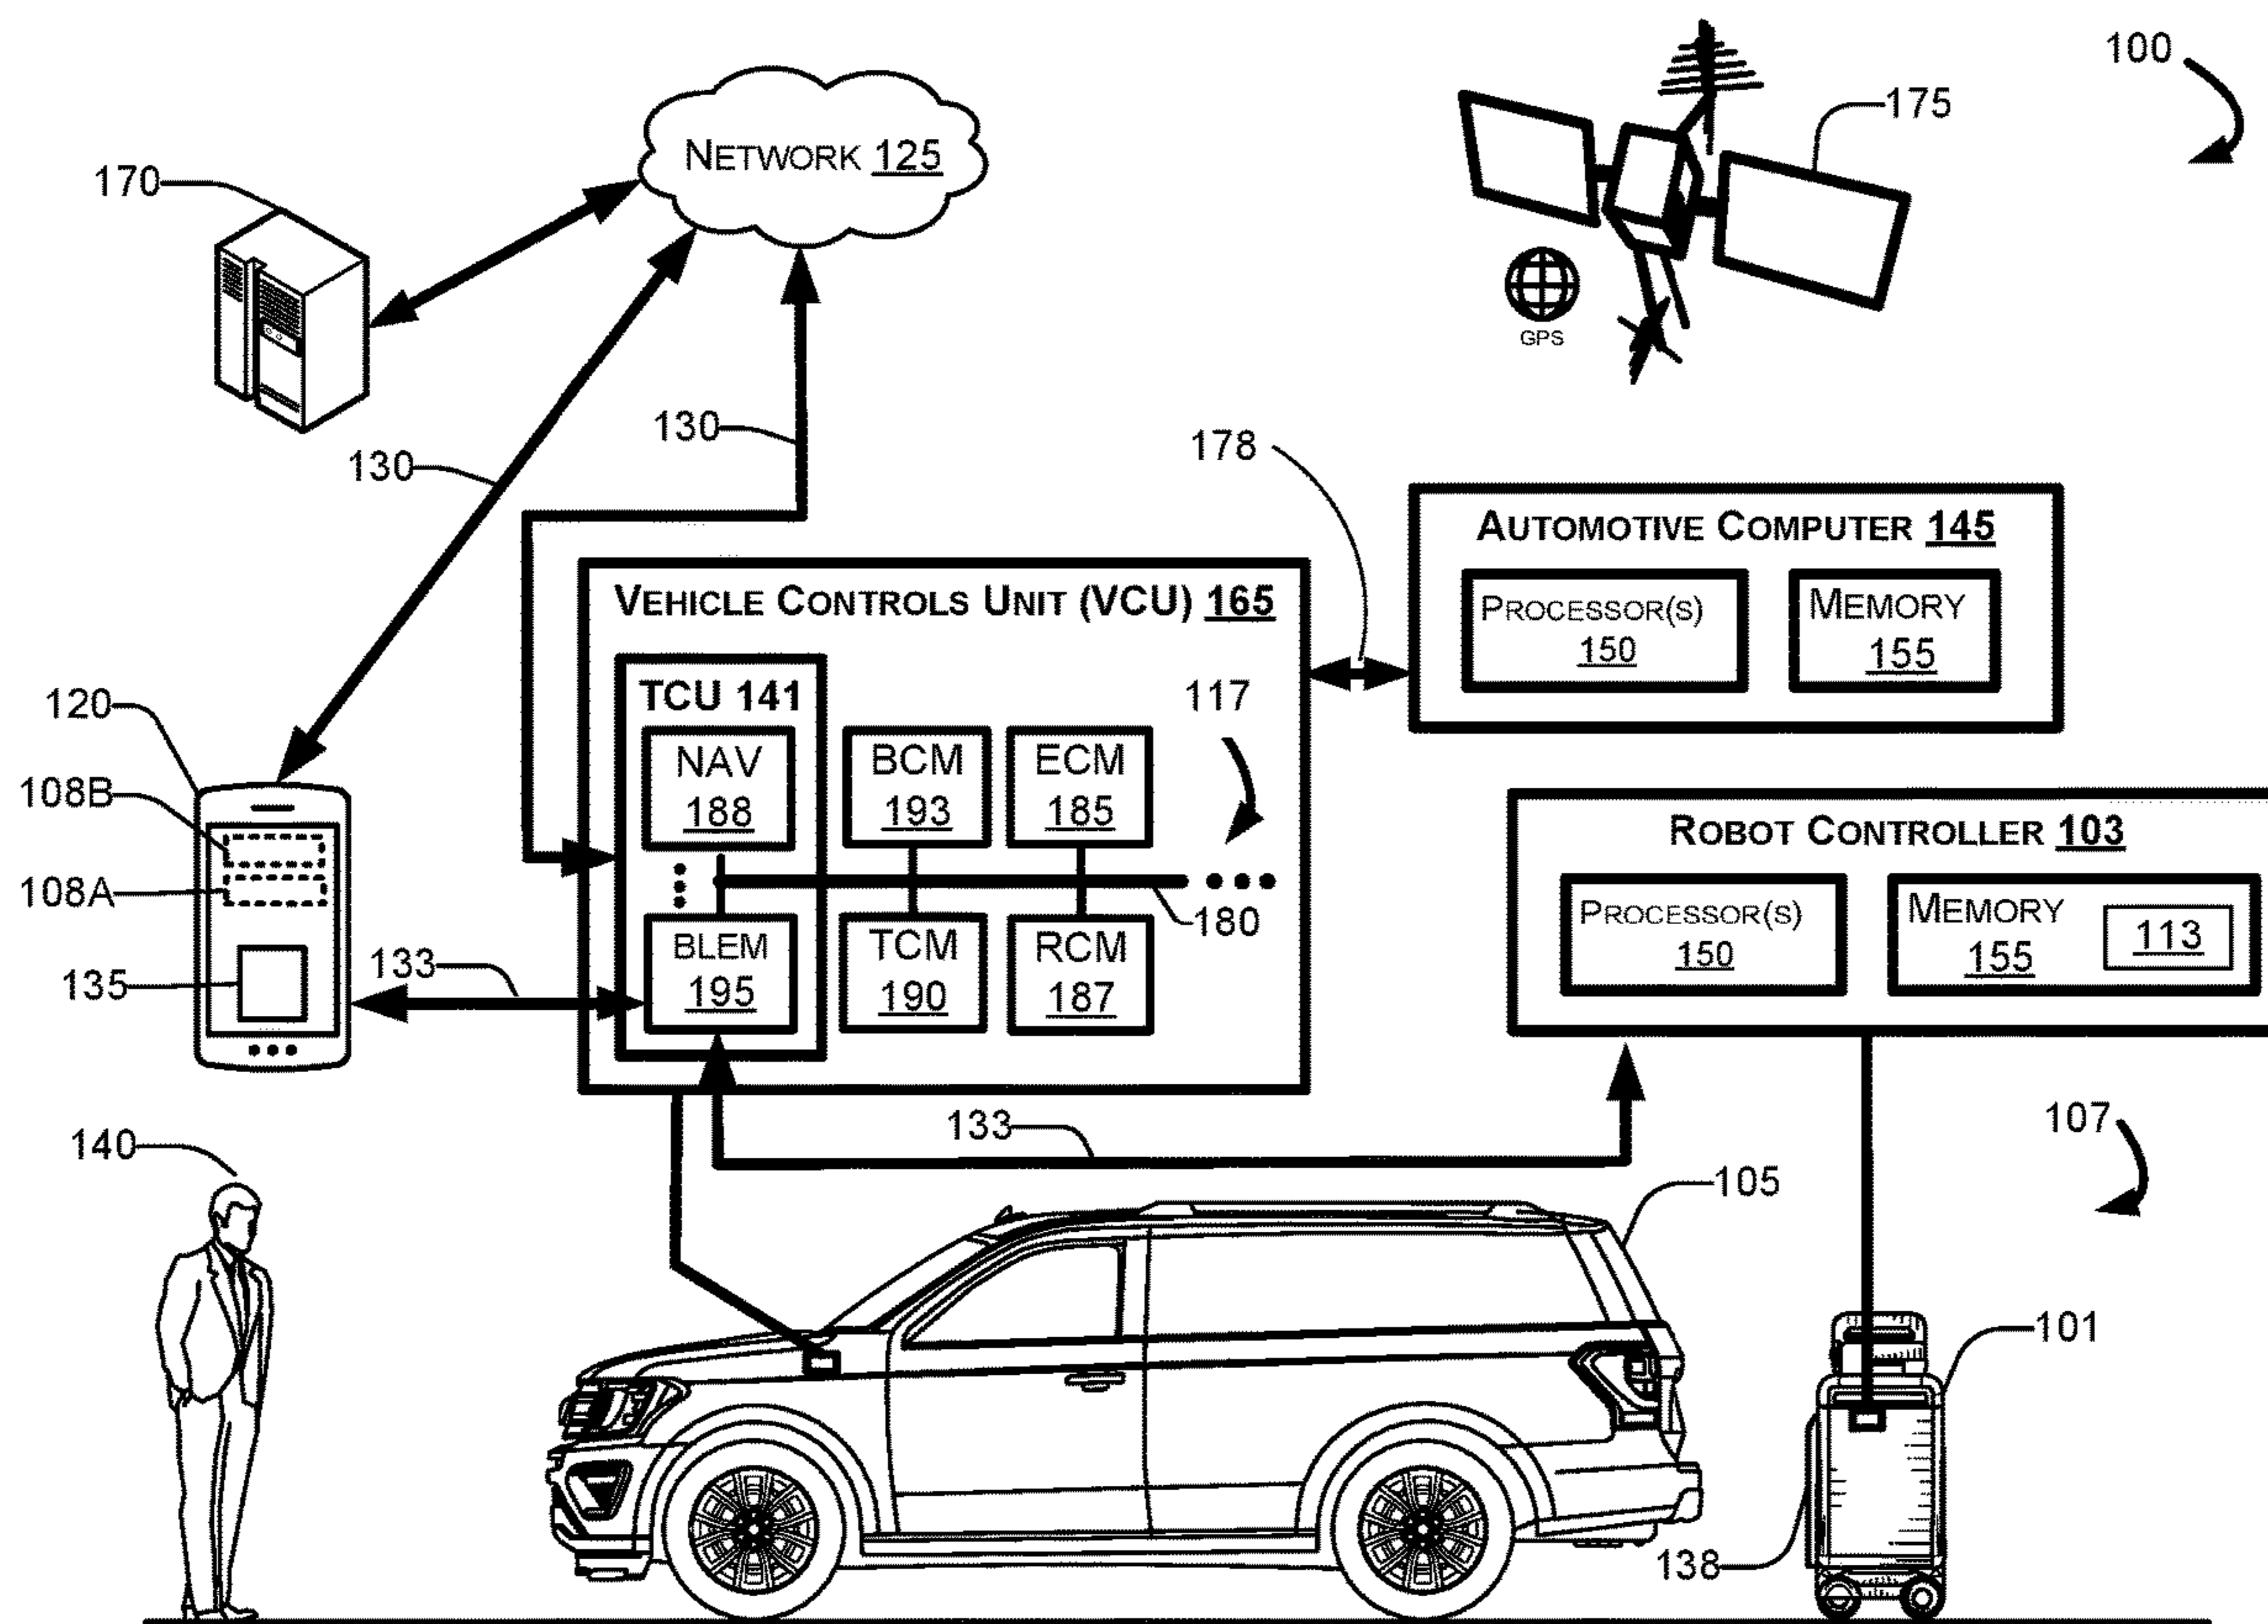 100
175
NETWORK 125
170
GPS
130
130
178
AUTOMOTIVE COMPUTER 145
PROCESSOR(S)
150
MEMORY
155
VEHICLE CONTROLS UNIT (VCU) 165
TCU 141
117
NAV
188
BCM
193
ECM
185
120
108B
108A
135
ROBOT CONTROLLER 103
PROCESSOR(S)
150
MEMORY
155
113
180
BLEM
195
TCM
190
RCM
187
133
133
107
140
105
101
138